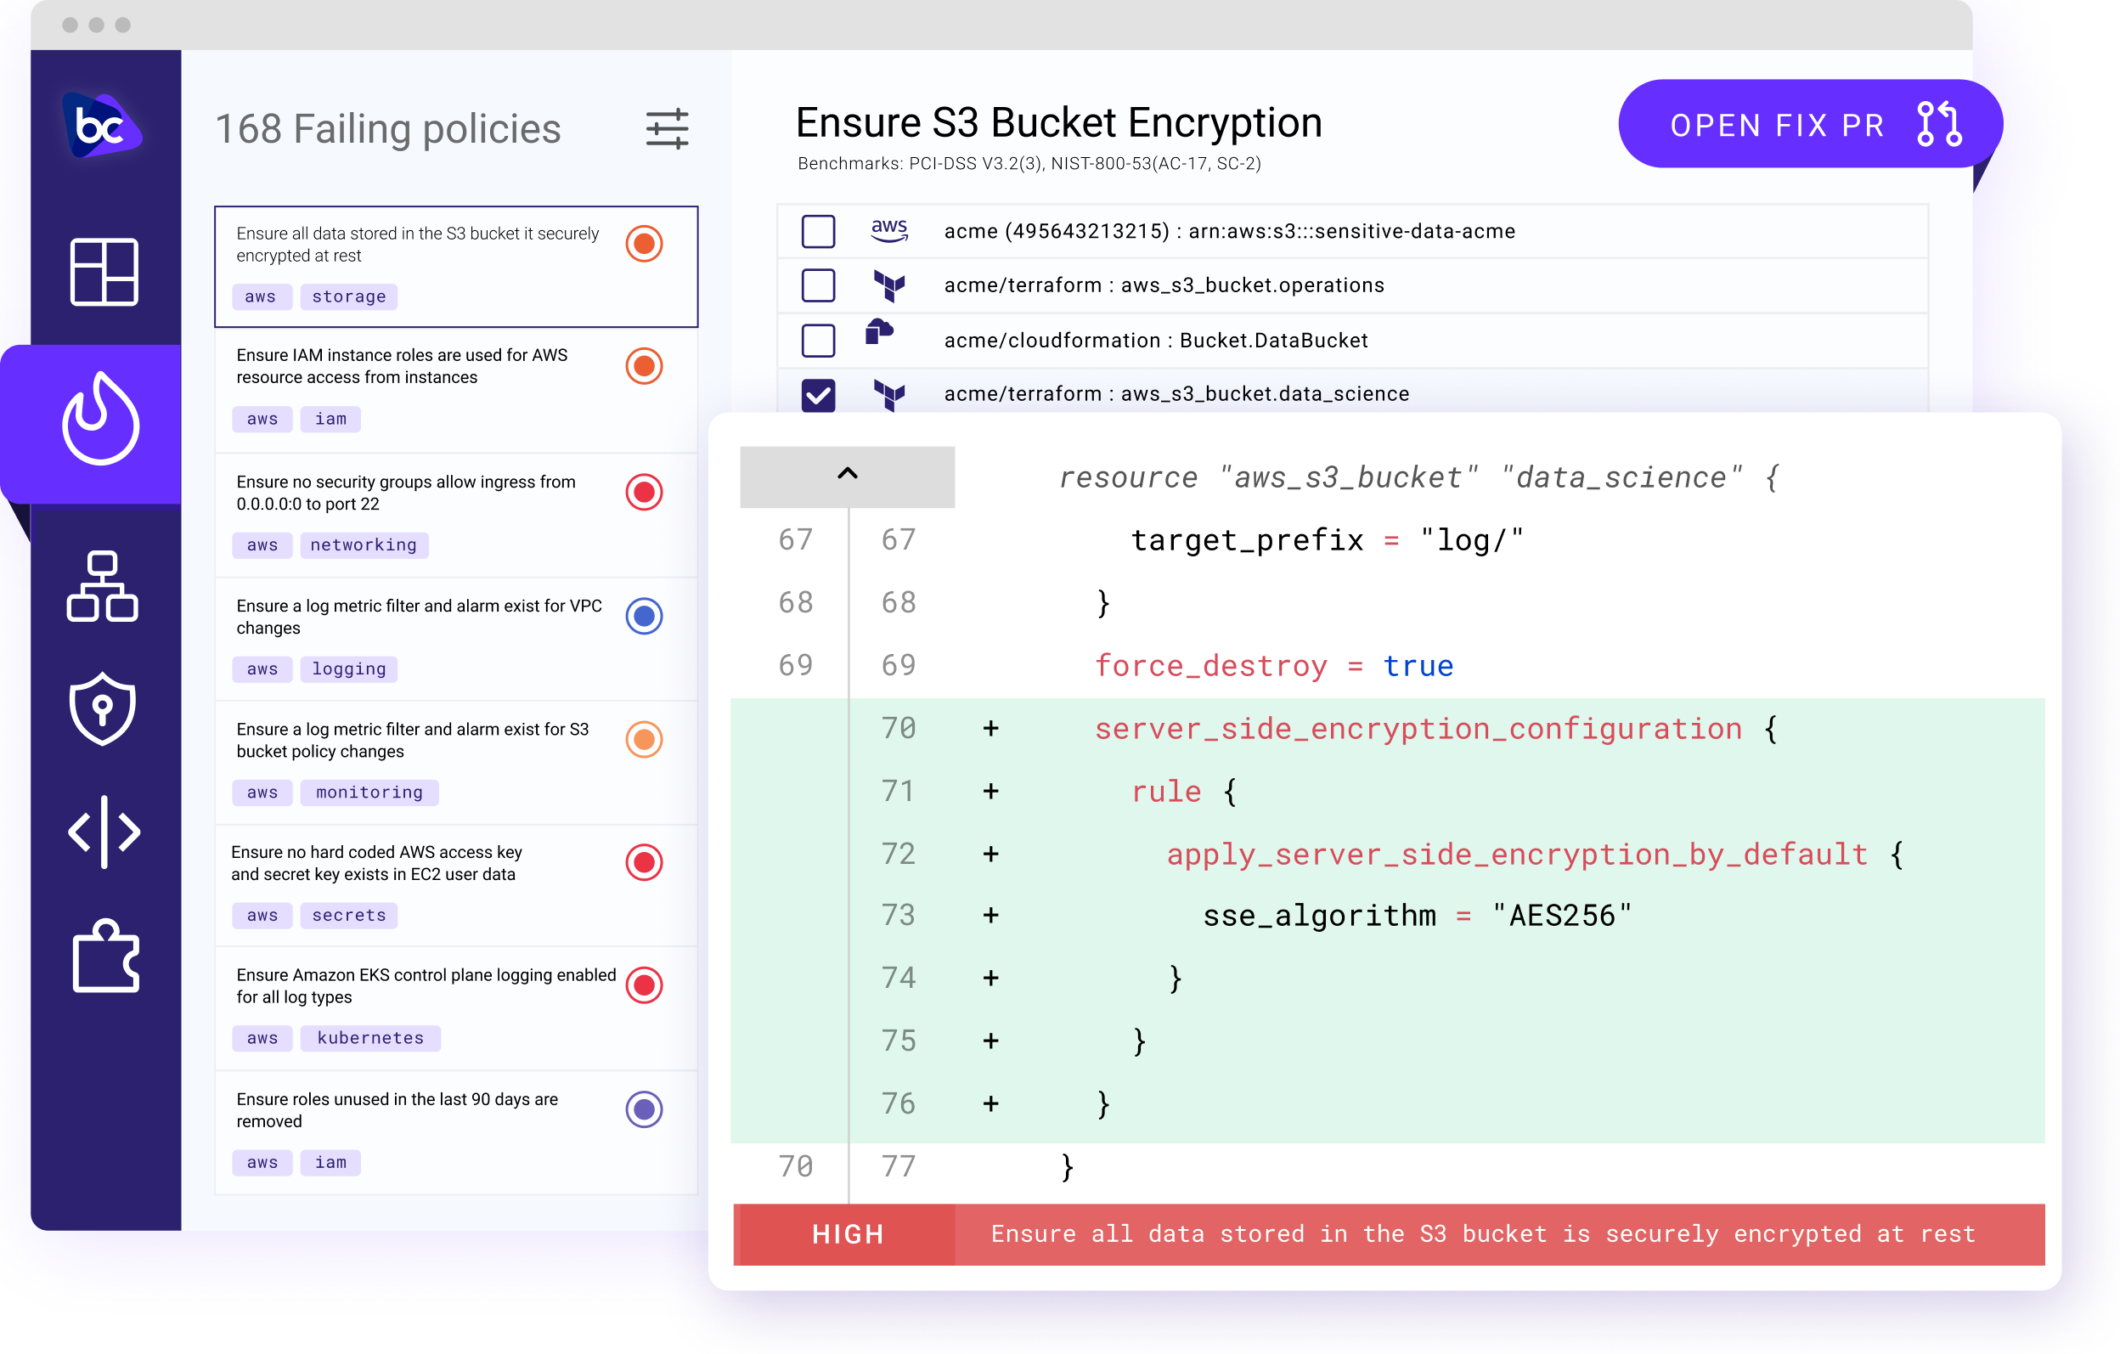 bc
168 Failing policies
Ensure all data stored in the S3 bucket it securely
encrypted at rest
aws storage
Ensure IAM instance roles are used for AWS
resource access from instances
aws iam
Ensure no security groups allow ingress from
0.0.0.0:0 to port 22
aws networking
Ensure a log metric filter and alarm exist for VPC
changes
aws logging
Ensure a log metric filter and alarm exist for S3
bucket policy changes
aws monitoring
Ensure no hard coded AWS access key
and secret key exists in EC2 user data
aws secrets
Ensure Amazon EKS control plane logging enabled
for all log types
aws kubernetes
Ensure roles unused in the last 90 days are
removed
aws iam
Ensure S3 Bucket Encryption
Benchmarks: PCI-DSS V3.2(3), NIST-800-53(AC-17, SC-2)
OPEN FIX PR
aws acme (495643213215) : arn:aws:s3:::sensitive-data-acme
acme/terraform : aws_s3_bucket.operations
acme/cloudformation : Bucket.DataBucket
acme/terraform : aws_s3_bucket.data_science
resource "aws_s3_bucket" "data_science" {
67 67 target_prefix = "log/"
68 68 }
69 69 force_destroy = true
70 + server_side_encryption_configuration {
71 + rule {
72 + apply_server_side_encryption_by_default {
73 + sse_algorithm = "AES256"
74 + }
75 + }
76 + }
70 77 }
HIGH Ensure all data stored in the S3 bucket is securely encrypted at rest